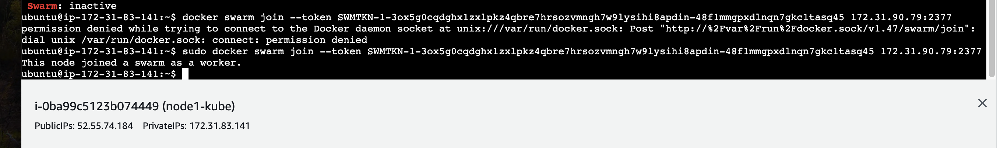 Swarm: inactive
ubuntu@ip-172-31-83-141:~$ docker swarm join --token SWMTKN-1-3ox5g0cqdghx1zxlpkz4qbre7hrsozvmngh7w9lysihi8apdin-48f1mmgpxdlnqn7gkc1tasq45 172.31.90.79:2377
permission denied while trying to connect to the Docker daemon socket at unix:///var/run/docker.sock: Post "http://%2Fvar%2Frun%2Fdocker.sock/v1.47/swarm/join":
dial unix /var/run/docker.sock: connect: permission denied
ubuntu@ip-172-31-83-141:~$ sudo docker swarm join --token SWMTKN-1-3ox5g0cqdghx1zxlpkz4qbre7hrsozvmngh7w9lysihi8apdin-48f1mmgpxdlnqn7gkc1tasq45 172.31.90.79:2377
This node joined a swarm as a worker.
ubuntu@ip-172-31-83-141:~$
i-0ba99c5123b074449 (node1-kube)
PublicIPs: 52.55.74.184 PrivateIPs: 172.31.83.141